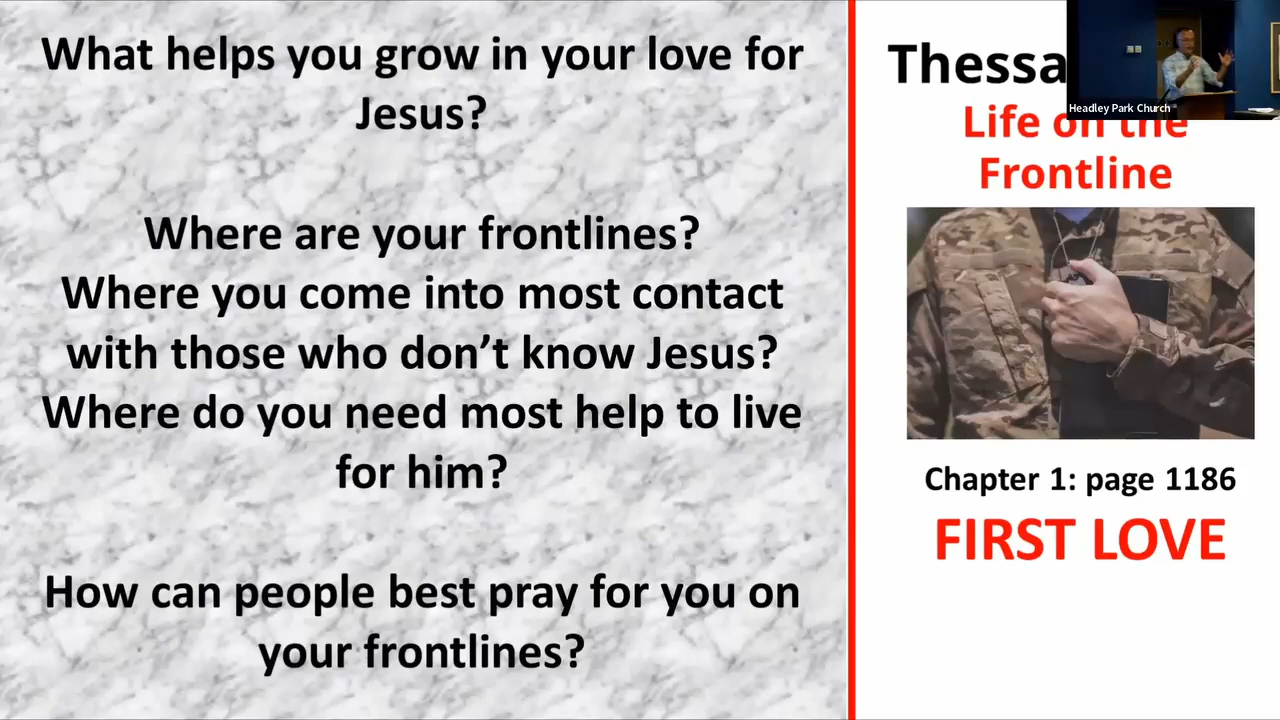 What helps you grow in your love for
Jesus?
Where are your frontlines?
Where you come into most contact
with those who don’t know Jesus?
Where do you need most help to live
for him?
How can people best pray for you on
your frontlines?
Headley Park Church
Life on the
Frontline
Chapter 1: page 1186
FIRST LOVE